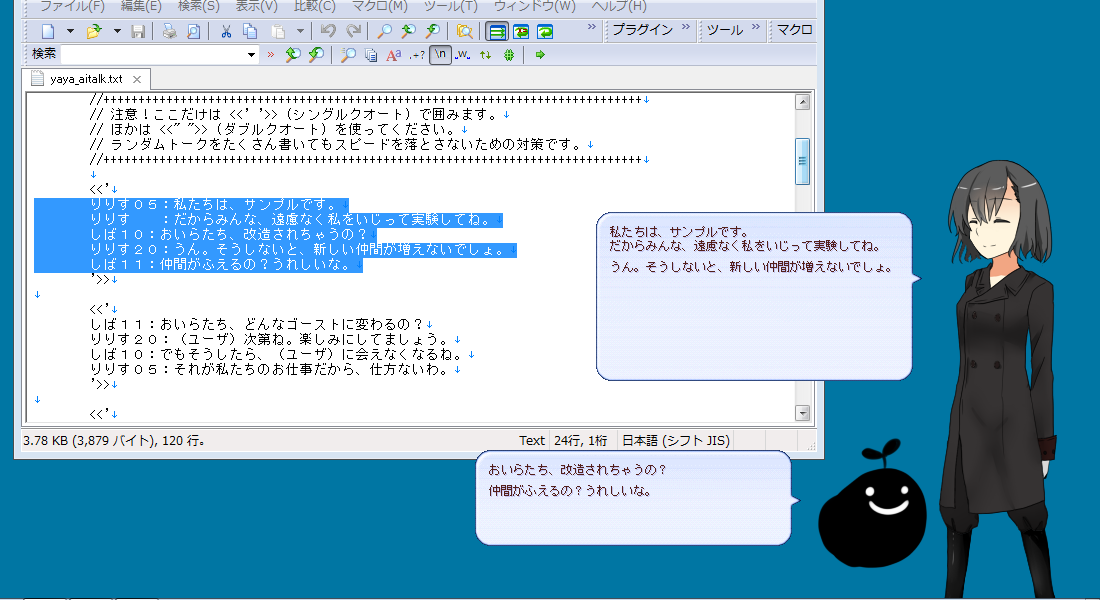 ファイル(F) 編集(E) 検索(S) 表示(V) 比較(C) マクロ(M) ツール(T) ウィンドウ(W) ヘルプ(H)
プラグイン » ツール » マクロ
検索
yaya_aitalk.txt
//+++++++++++++++++++++++++++++++++++++++++++++++++++++++++++++++++++++++++++++↓
// 注意！ここだけは <<' '>>（シングルクオート）で囲みます。↓
// ほかは <<" ">>（ダブルクオート）を使ってください。↓
// ランダムトークをたくさん書いてもスピードを落とさないための対策です。↓
//+++++++++++++++++++++++++++++++++++++++++++++++++++++++++++++++++++++++++++++↓
↓
<<'↓
りりす０５：私たちは、サンプルです。↓
りりす　　：だからみんな、遠慮なく私をいじって実験してね。↓
しば１０：おいらたち、改造されちゃうの？↓
りりす２０：うん。そうしないと、新しい仲間が増えないでしょ。↓
しば１１：仲間がふえるの？うれしいな。↓
'>>↓
↓
<<'↓
しば１１：おいらたち、どんなゴーストに変わるの？↓
りりす２０：（ユーザ）次第ね。楽しみにしてましょう。↓
しば１０：でもそうしたら、（ユーザ）に会えなくなるね。↓
りりす０５：それが私たちのお仕事だから、仕方ないわ。↓
'>>↓
↓
<<'↓
3.78 KB (3,879 バイト), 120 行。 Text 24行, 1桁 日本語 (シフト JIS)
私たちは、サンプルです。
だからみんな、遠慮なく私をいじって実験してね。
うん。そうしないと、新しい仲間が増えないでしょ。
おいらたち、改造されちゃうの？
仲間がふえるの？うれしいな。